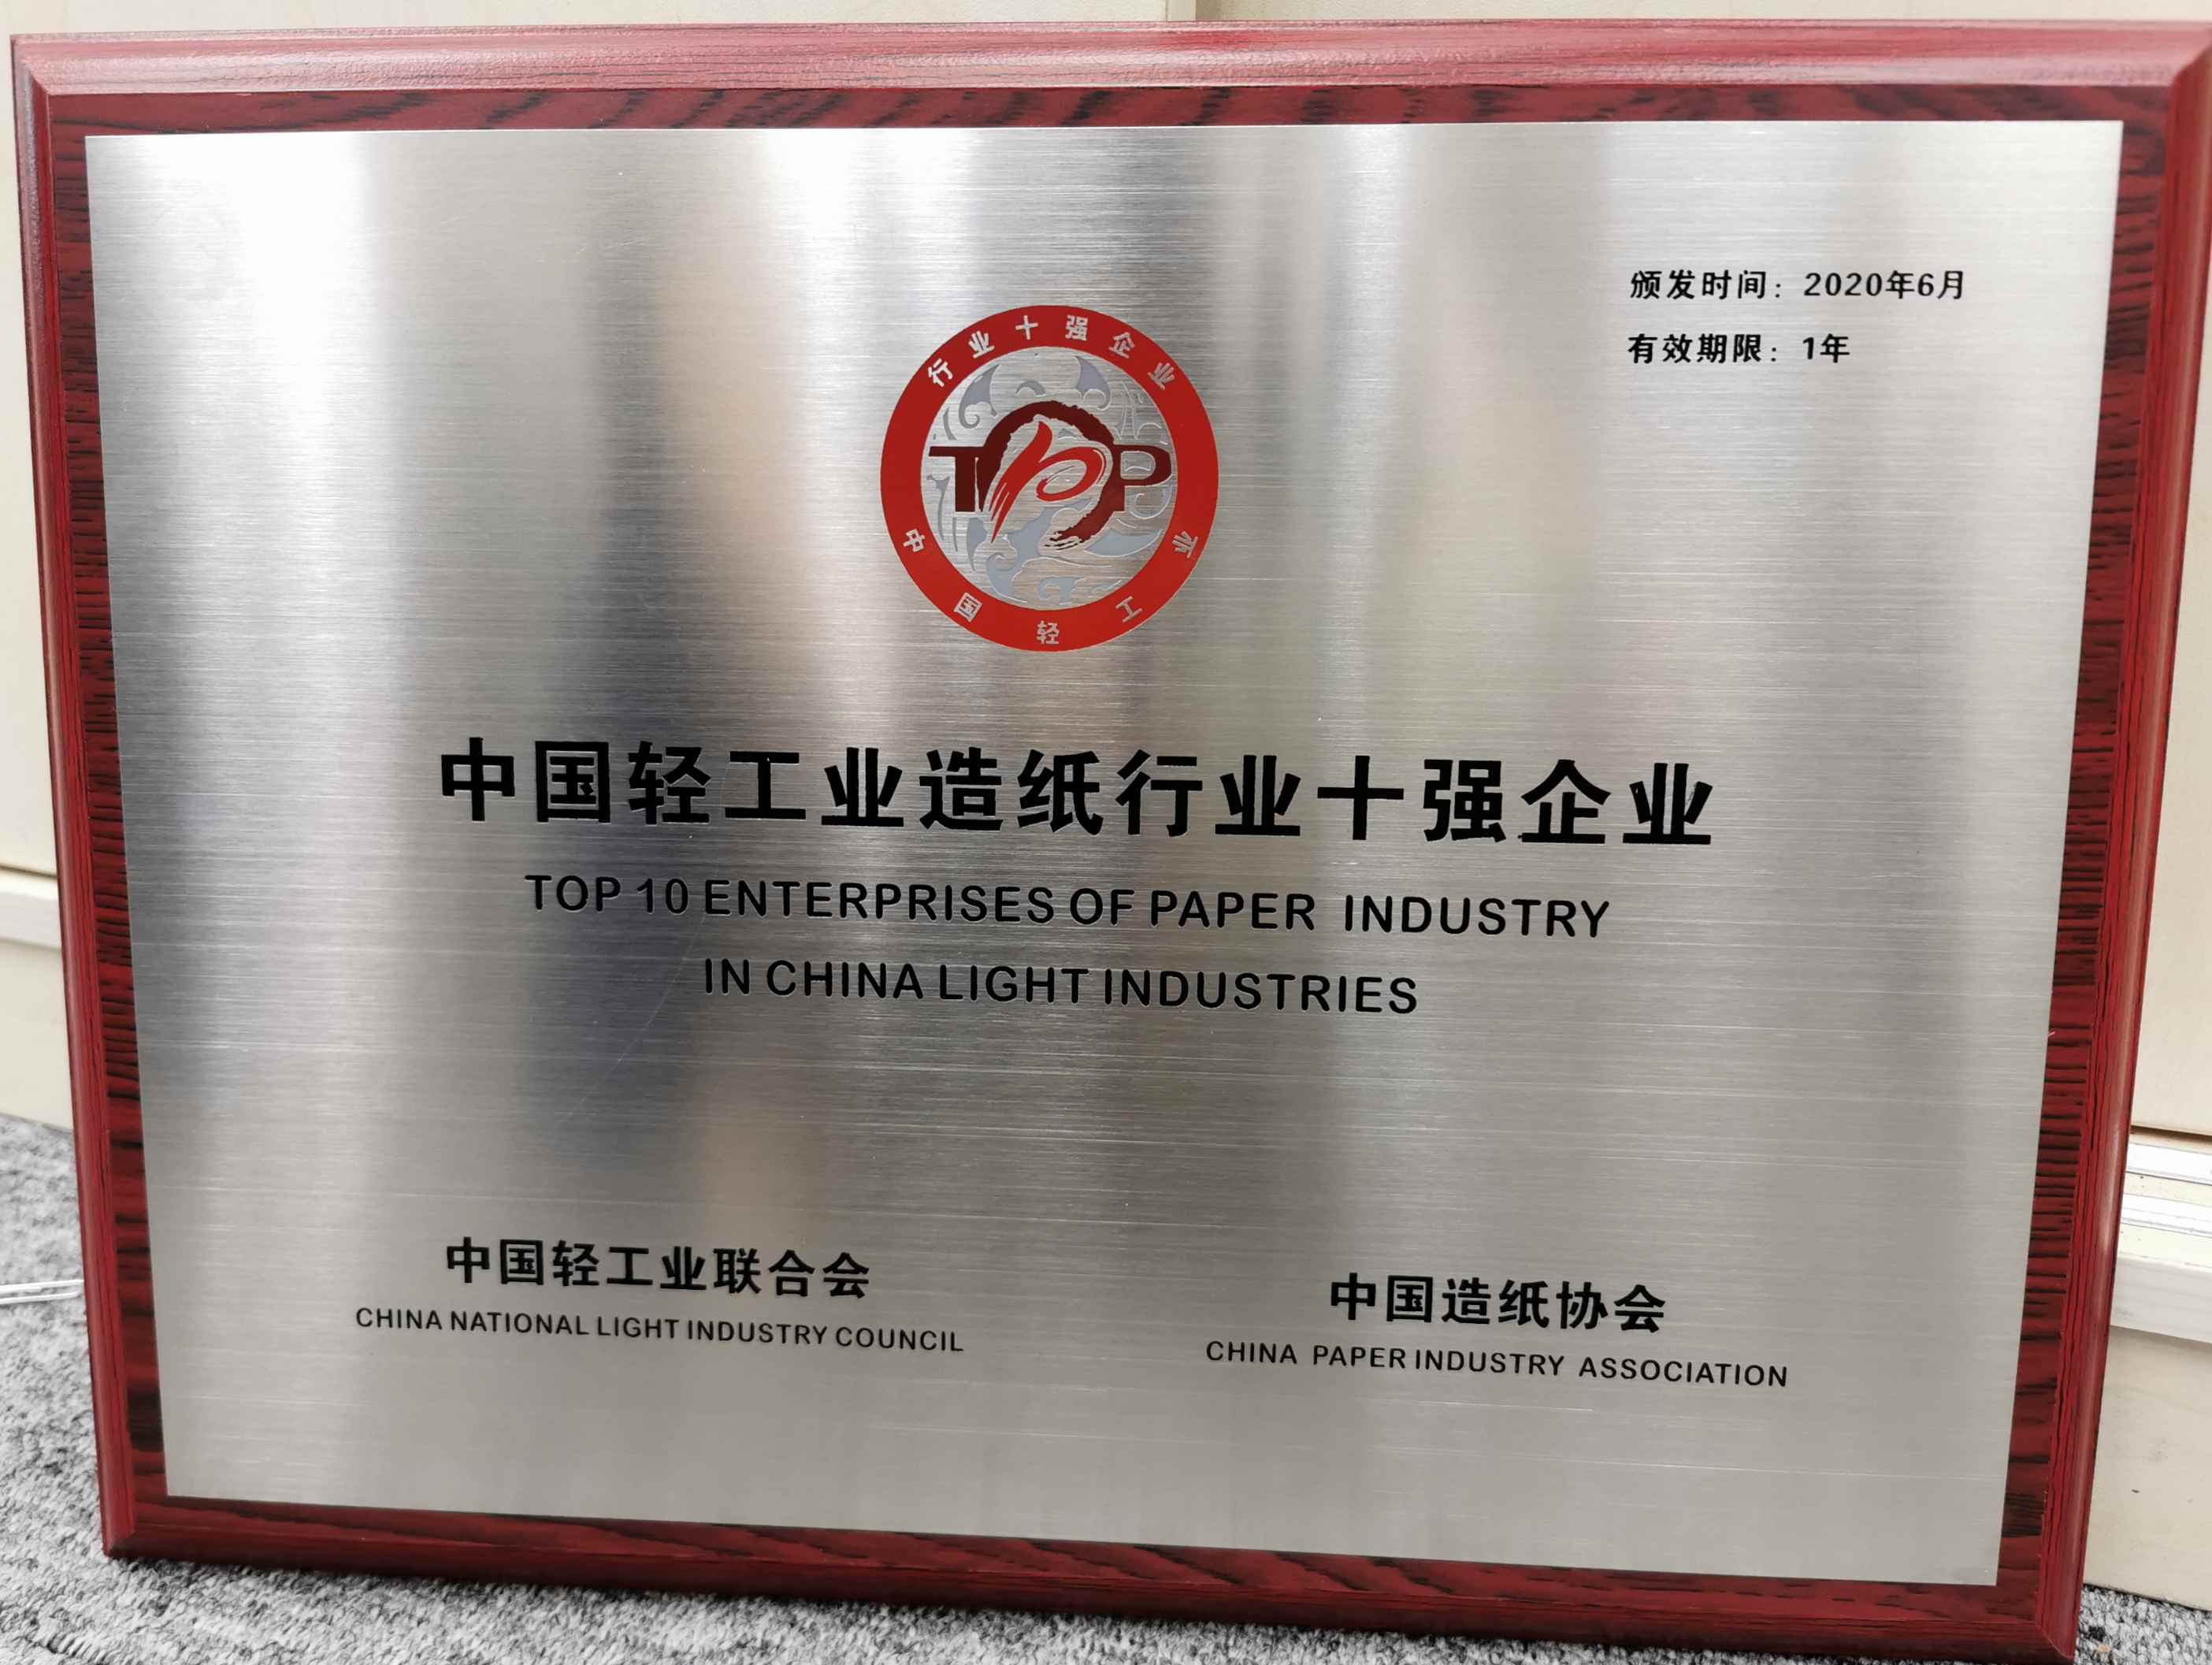 颁发时间：2020年6月
有效期限：1年
行业十强企业
TOP
中国轻工业
中国轻工业造纸行业十强企业
TOP 10 ENTERPRISES OF PAPER INDUSTRY
IN CHINA LIGHT INDUSTRIES
中国轻工业联合会
CHINA NATIONAL LIGHT INDUSTRY COUNCIL
中国造纸协会
CHINA PAPER INDUSTRY ASSOCIATION